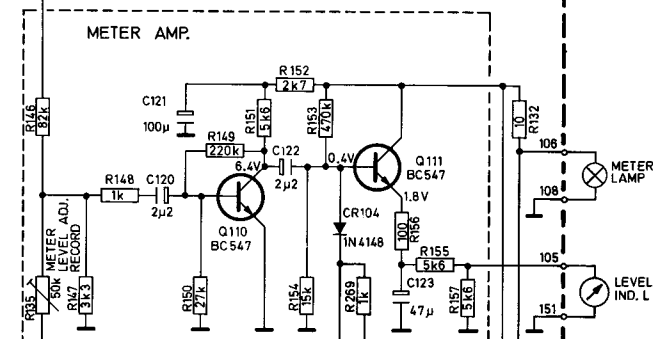 METER AMP.
R152
2k7
C121
100µ
R146
82k
R151
5k6
R153
470k
R149
220k
6.4V
C122
2µ2
0.4V
Q111
BC547
R132
10
106
METER
LAMP
108
R148
1k
C120
2µ2
Q110
BC547
1.8V
R156
100
CR104
1N4148
METER
LEVEL ADJ.
RECORD
R155
5k6
105
LEVEL
IND. L
151
R135
50k
R147
3k3
R150
27k
R154
15k
R269
1k
C123
47µ
R157
5k6